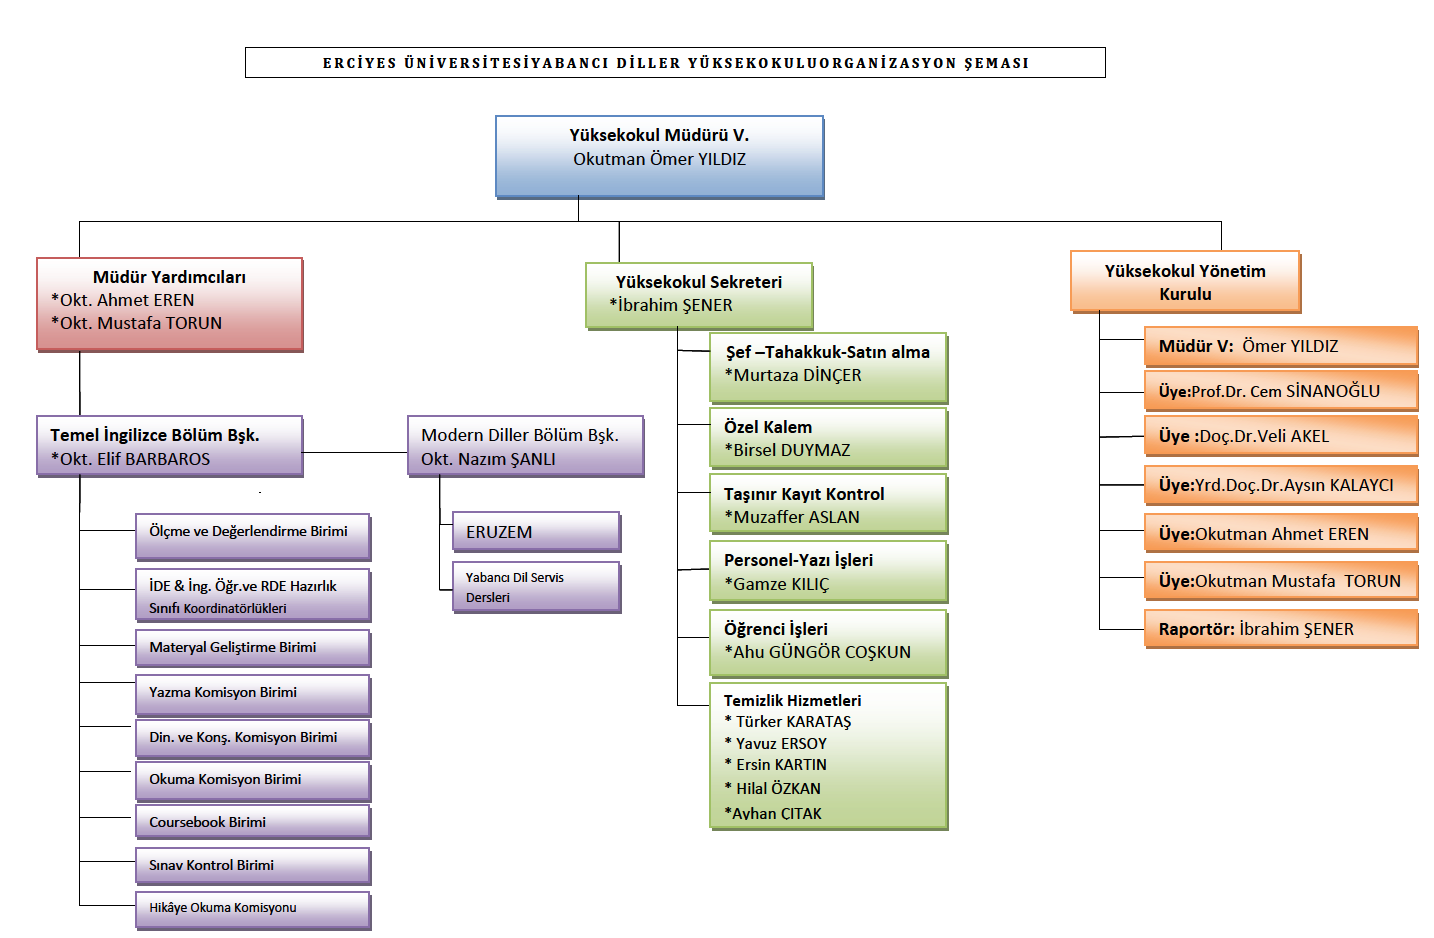 ERCİYES ÜNİVERSİTESİYABANCI DİLLER YÜKSEKOKULUORGANİZASYON ŞEMASI
Yüksekokul Müdürü V.
Okutman Ömer YILDIZ
Müdür Yardımcıları
*Okt. Ahmet EREN
*Okt. Mustafa TORUN
Temel İngilizce Bölüm Bşk.
*Okt. Elif BARBAROS
Ölçme ve Değerlendirme Birimi
İDE & İng. Öğr.ve RDE Hazırlık
Sınıfı Koordinatörlükleri
Materyal Geliştirme Birimi
Yazma Komisyon Birimi
Din. ve Konş. Komisyon Birimi
Okuma Komisyon Birimi
Coursebook Birimi
Sınav Kontrol Birimi
Hikâye Okuma Komisyonu
Modern Diller Bölüm Bşk.
Okt. Nazım ŞANLI
ERUZEM
Yabancı Dil Servis
Dersleri
Yüksekokul Sekreteri
*İbrahim ŞENER
Şef –Tahakkuk-Satın alma
*Murtaza DİNÇER
Özel Kalem
*Birsel DUYMAZ
Taşınır Kayıt Kontrol
*Muzaffer ASLAN
Personel-Yazı İşleri
*Gamze KILIÇ
Öğrenci İşleri
*Ahu GÜNGÖR COŞKUN
Temizlik Hizmetleri
* Türker KARATAŞ
* Yavuz ERSOY
* Ersin KARTIN
* Hilal ÖZKAN
*Ayhan ÇITAK
Yüksekokul Yönetim
Kurulu
Müdür V: Ömer YILDIZ
Üye:Prof.Dr. Cem SİNANOĞLU
Üye :Doç.Dr.Veli AKEL
Üye:Yrd.Doç.Dr.Aysın KALAYCI
Üye:Okutman Ahmet EREN
Üye:Okutman Mustafa TORUN
Raportör: İbrahim ŞENER